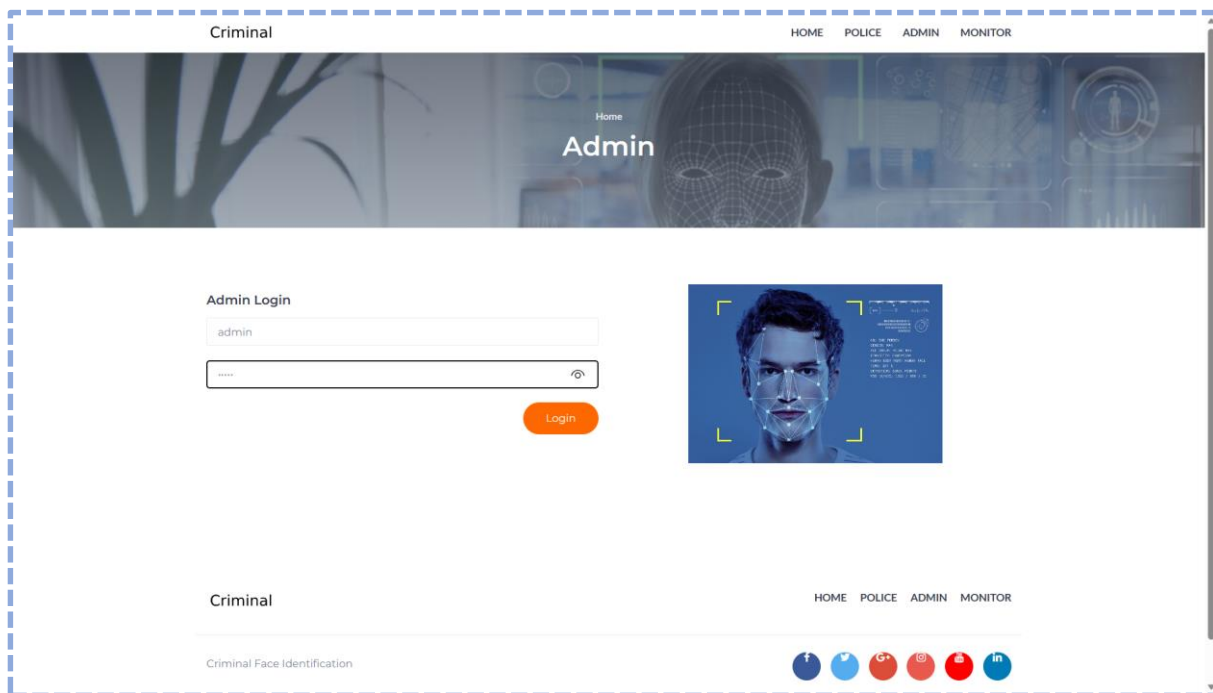 Criminal
HOME POLICE ADMIN MONITOR
Home
Admin
Admin Login
admin
Login
Criminal
HOME POLICE ADMIN MONITOR
Criminal Face Identification